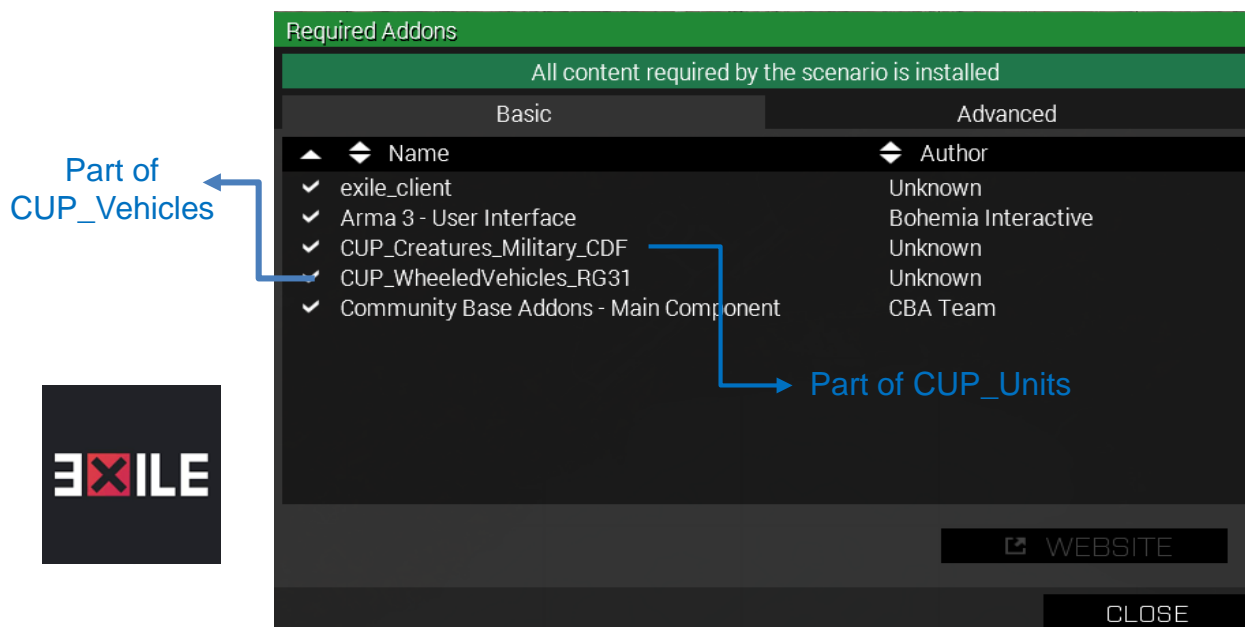 Required Addons
All content required by the scenario is installed
Basic Advanced
Name Author
exile_client Unknown
Arma 3 - User Interface Bohemia Interactive
CUP_Creatures_Military_CDF Unknown
CUP_WheeledVehicles_RG31 Unknown
Community Base Addons - Main Component CBA Team
Part of
CUP_Vehicles
Part of CUP_Units
EXILE
WEBSITE
CLOSE